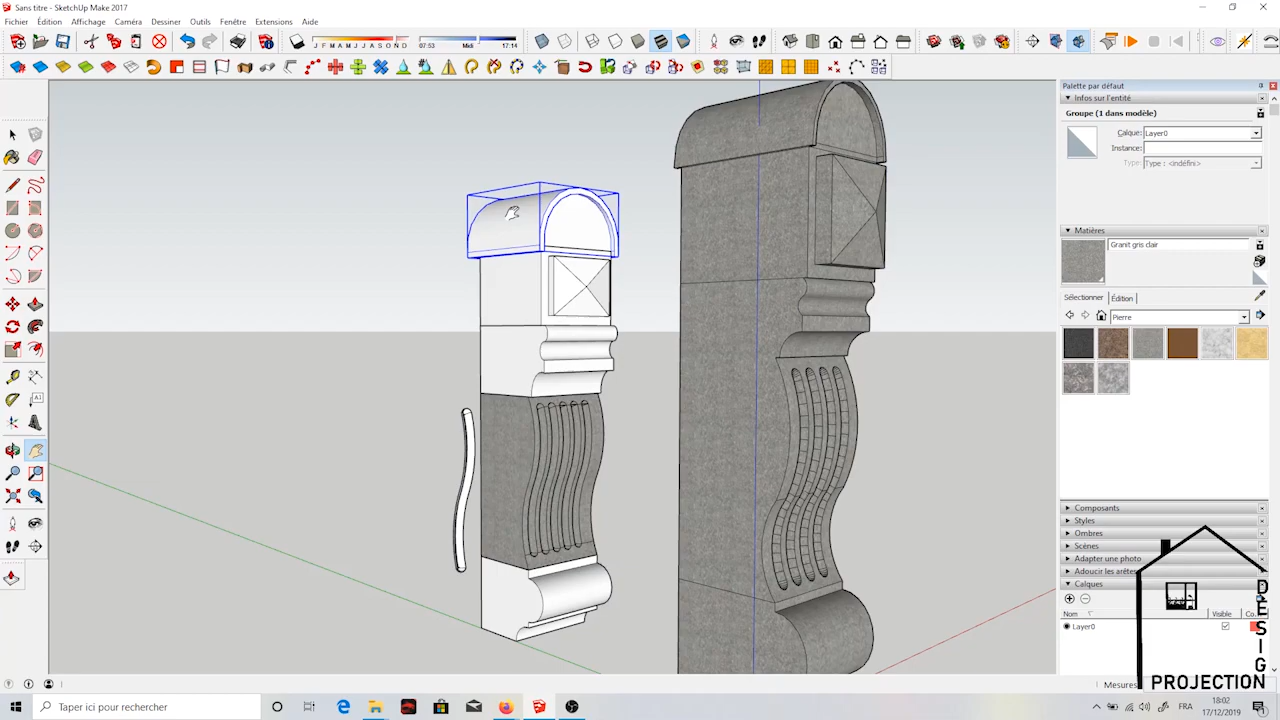 Sans titre - SketchUp Make 2017
Fichier Édition Affichage Caméra Dessiner Outils Fenêtre Extensions Aide
J F M A M J J A S O N D 07:53 Midi 17:14
Palette par défaut
Infos sur l'entité
Groupe (1 dans modèle)
Calque: Layer0
Instance:
Type: Type : <indéfini>
Matières
Granit gris clair
Sélectionner Édition
Pierre
Composants
Styles
Ombres
Scènes
Adapter une photo
Adoucir les arête
Calques
Nom Visible Co
Layer0
DESIG
PROJECTION
Mesures
Taper ici pour rechercher
FRA
18:02
17/12/2019